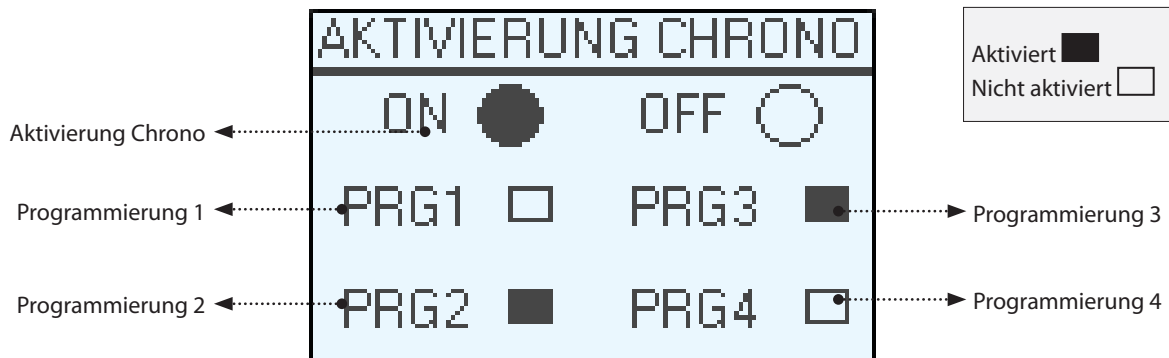 AKTIVIERUNG CHRONO
Aktiviert
Nicht aktiviert
ON OFF
Aktivierung Chrono
PRG1 PRG3
Programmierung 1
Programmierung 3
PRG2 PRG4
Programmierung 2
Programmierung 4